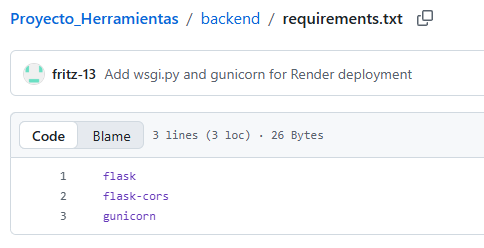 Proyecto_Herramientas / backend / requirements.txt
fritz-13 Add wsgi.py and gunicorn for Render deployment
Code Blame 3 lines (3 loc) · 26 Bytes
1 flask
2 flask-cors
3 gunicorn